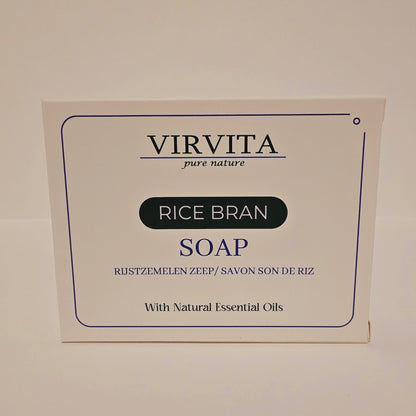 VIRVITA
pure nature
RICE BRAN
SOAP
RIJSTZEMELEN ZEEP/ SAVON SON DE RIZ
With Natural Essential Oils